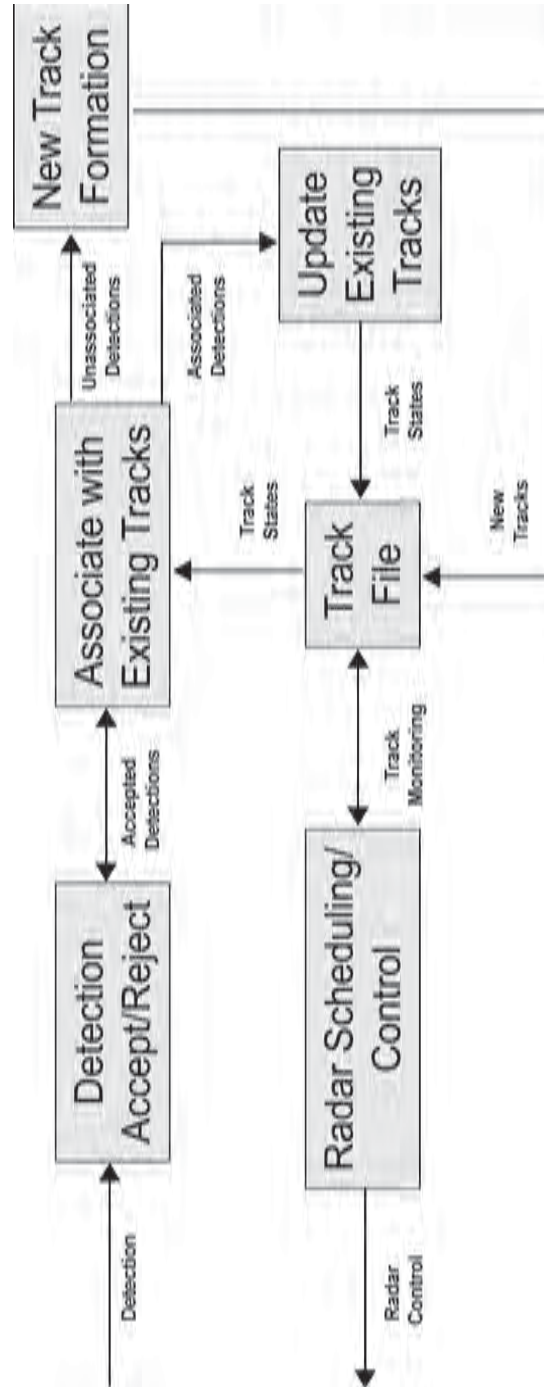 Detection
Detection
Accept/Reject
Accepted
Detections
Associate with
Existing Tracks
Unassociated
Detections
New Track
Formation
Associated
Detections
Track
States
Update
Existing
Tracks
Track
States
Track
File
New
Tracks
Track
Monitoring
Radar Scheduling/
Control
Radar
Control